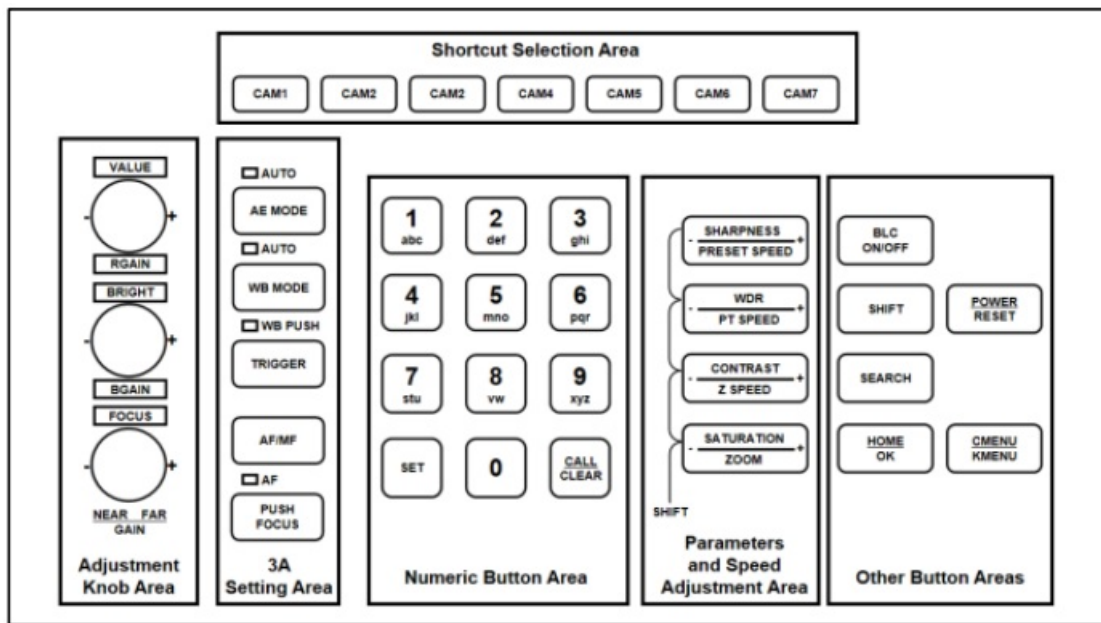 Shortcut Selection Area
CAM1 CAM2 CAM2 CAM4 CAM5 CAM6 CAM7
VALUE
- +
RGAIN
BRIGHT
- +
BGAIN
FOCUS
- +
NEAR FAR
GAIN
Adjustment
Knob Area
AUTO
AE MODE
AUTO
WB MODE
WB PUSH
TRIGGER
AF/MF
AF
PUSH
FOCUS
3A
Setting Area
1 2 3
abc def ghi
4 5 6
jkl mno pqr
7 8 9
stu vw xyz
SET 0 CALL
CLEAR
Numeric Button Area
SHARPNESS
- +
PRESET SPEED
WDR
- +
PT SPEED
CONTRAST
- +
Z SPEED
SATURATION
- +
ZOOM
SHIFT
Parameters
and Speed
Adjustment Area
BLC
ON/OFF
SHIFT
POWER
RESET
SEARCH
HOME
OK
CMENU
KMENU
Other Button Areas